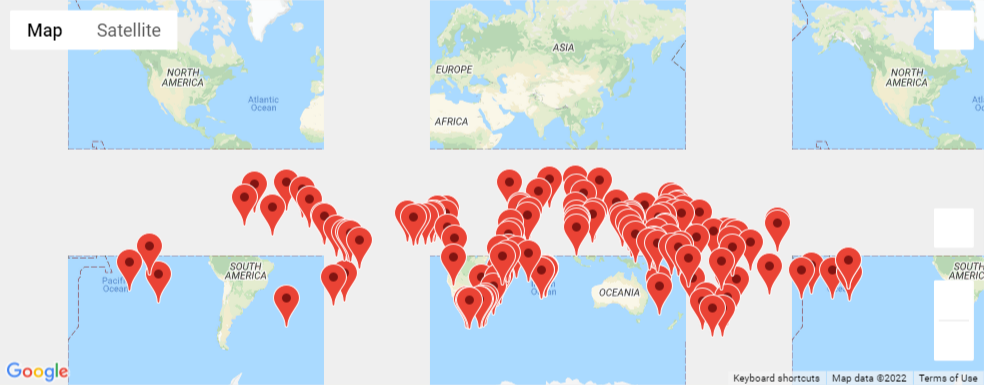 Map
Satellite
NORTH
AMERICA
Atlantic
Ocean
EUROPE
ASIA
AFRICA
NORTH
AMERICA
SOUTH
AMERICA
Pacific
Ocean
OCEANIA
SOUTH
AMERICA
Google
Keyboard shortcuts
Map data ©2022
Terms of Use